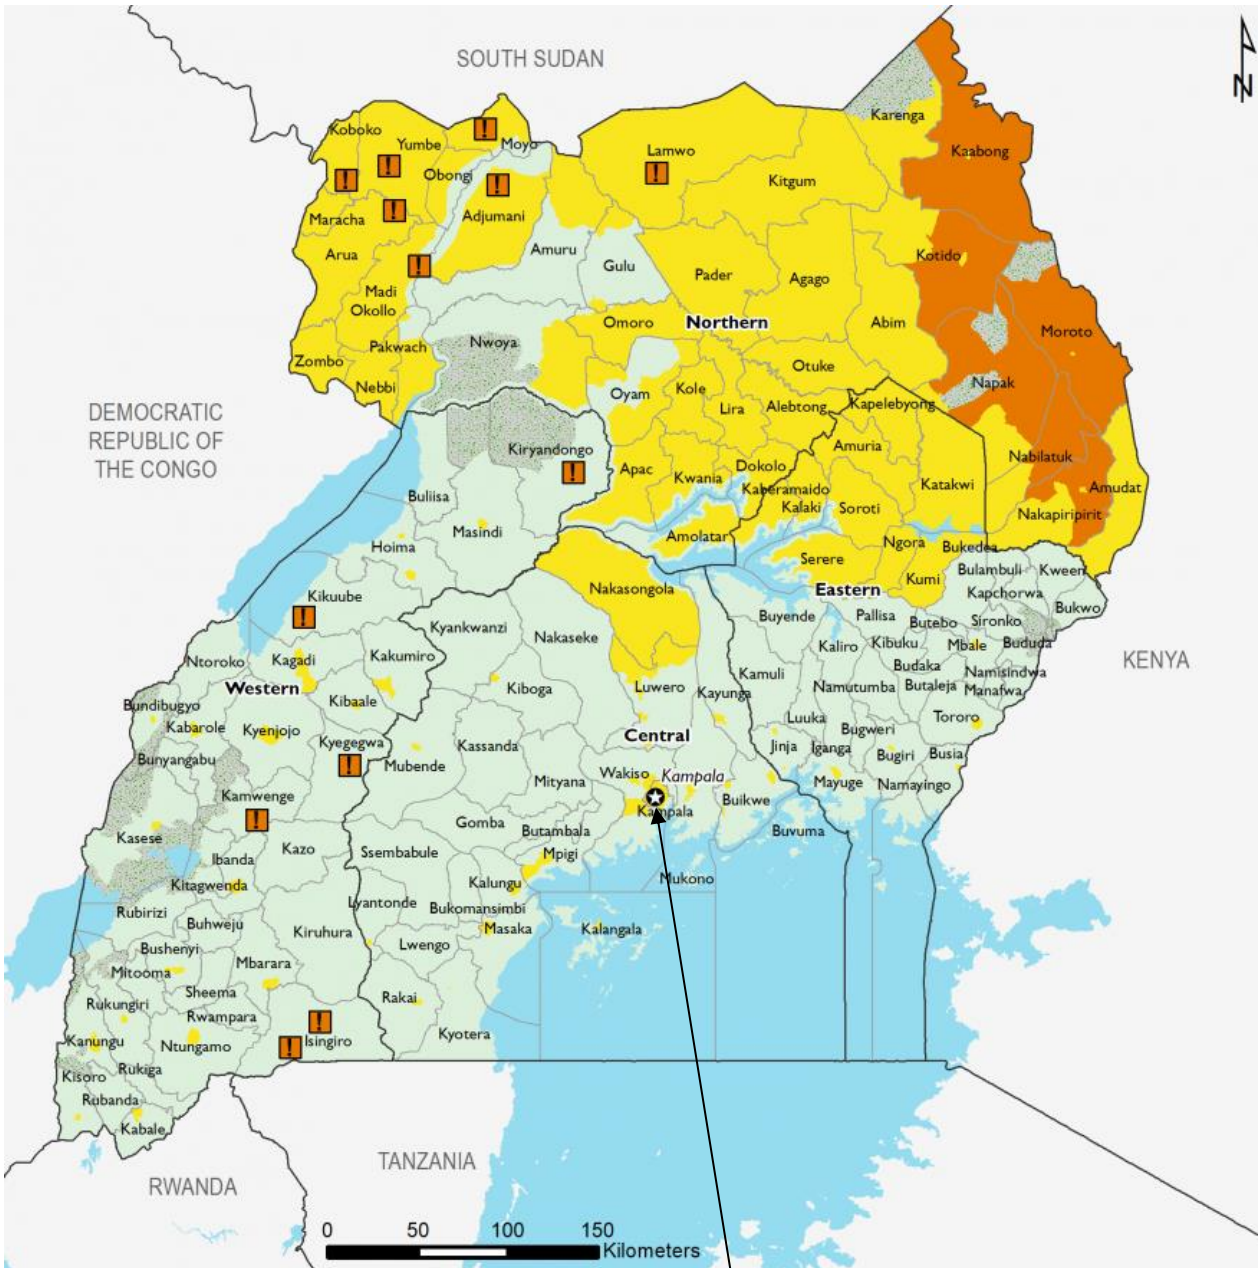 SOUTH SUDAN
N
Karenga
Koboko
Yumbe
Moyo
Lamwo
Kaabong
Obongi
Kitgum
Maracha
Adjumani
Arua
Amuru
Gulu
Kotido
Madi
Okollo
Pader
Agago
Northern
Omoro
Abim
Moroto
Nwoya
Pakwach
Zombo
Nebbi
Otuke
Napak
Oyam
Kole
Lira
Alebtong
Kapelebyong
DEMOCRATIC
REPUBLIC OF
THE CONGO
Kiryandongo
Amuria
Nabilatuk
Apac
Kwania
Dokolo
Kaberamaido
Katakwi
Amudat
Buliisa
Kalaki
Soroti
Nakapiripirit
Masindi
Amolatar
Hoima
Ngora
Bukedea
Serere
Bulambuli
Kween
Kumi
Kapchorwa
Nakasongola
Eastern
Kikuube
Buyende
Pallisa
Butebo
Sironko
Bukwo
Kyankwanzi
Nakaseke
Kaliro
Kibuku
Mbale
Bududa
Ntoroko
Kagadi
Kakumiro
Budaka
Namisindwa
KENYA
Western
Kibaale
Kiboga
Luwero
Kayunga
Kamuli
Namutumba
Butaleja
Manafwa
Bundibugyo
Kabarole
Kyenjojo
Kyegegwa
Central
Luuka
Bugweri
Tororo
Bunyangabu
Mubende
Kassanda
Jinja
Iganga
Bugiri
Busia
Mityana
Wakiso
Kampala
Mayuge
Namayingo
Kamwenge
Kampala
Buikwe
Kasese
Gomba
Butambala
Buvuma
Ibanda
Kazo
Ssembabule
Mpigi
Kitagwenda
Kalungu
Mukono
Rubirizi
Lyantonde
Bukomansimbi
Buhweju
Kiruhura
Masaka
Kalangala
Bushenyi
Lwengo
Mitooma
Mbarara
Sheema
Rakai
Rukungiri
Rwampara
Kyotera
Kanungu
Ntungamo
Isingiro
Rukiga
Kisoro
Rubanda
Kabale
TANZANIA
RWANDA
0 50 100 150
Kilometers